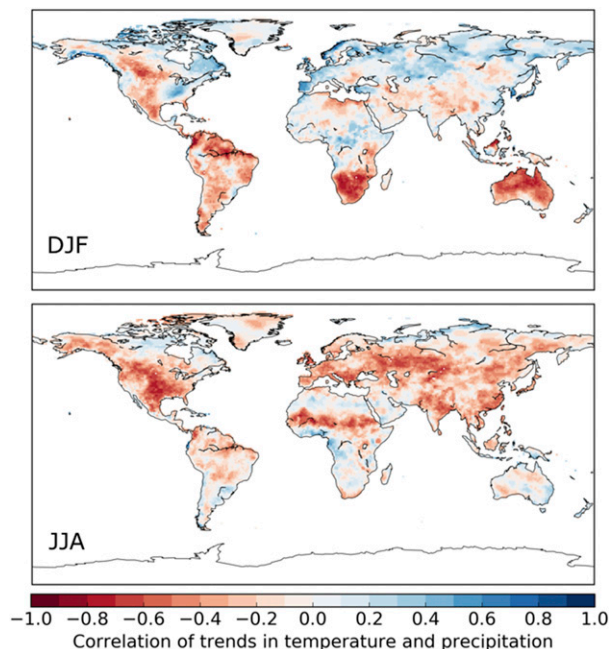 DJF
JJA
−1.0 −0.8 −0.6 −0.4 −0.2 0.0 0.2 0.4 0.6 0.8 1.0
Correlation of trends in temperature and precipitation